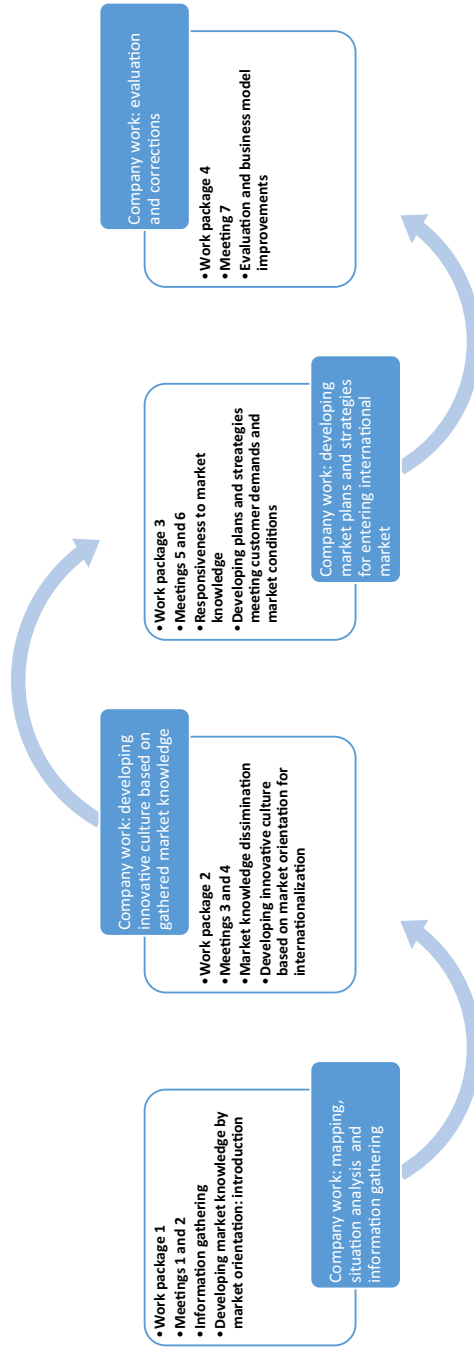 • Work package 1
• Meetings 1 and 2
• Information gathering
• Developing market knowledge by
market orientation: introduction
Company work: mapping,
situation analysis and
information gathering
Company work: developing
innovative culture based on
gathered market knowledge
• Work package 2
• Meetings 3 and 4
• Market knowledge dissimination
• Developing innovative culture
based on market orientation for
internationalization
• Work package 3
• Meetings 5 and 6
• Responsiveness to market
knowledge
• Developing plans and streategies
meeting customer demands and
market conditions
Company work: developing
market plans and strategies
for entering international
market
Company work: evaluation
and corrections
• Work package 4
• Meeting 7
• Evaluation and business model
improvements